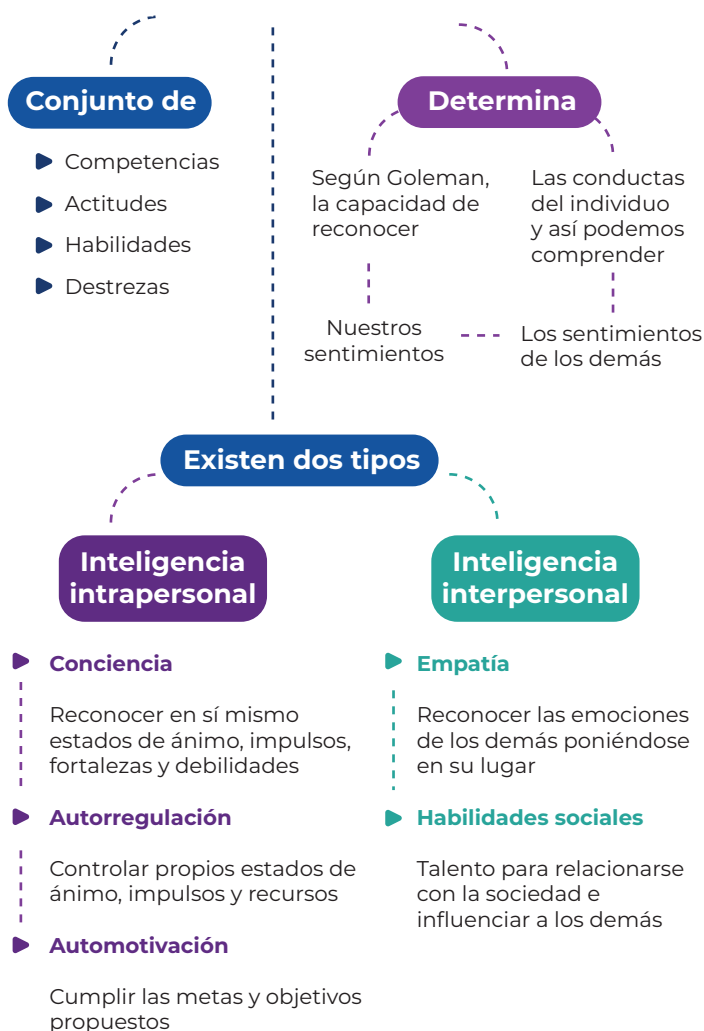 Conjunto de
Competencias
Actitudes
Habilidades
Destrezas
Determina
Según Goleman,
la capacidad de
reconocer
Las conductas
del individuo
y así podemos
comprender
Nuestros
sentimientos
Los sentimientos
de los demás
Existen dos tipos
Inteligencia
intrapersonal
Conciencia
Reconocer en sí mismo
estados de ánimo, impulsos,
fortalezas y debilidades
Autorregulación
Controlar propios estados de
ánimo, impulsos y recursos
Automotivación
Cumplir las metas y objetivos
propuestos
Inteligencia
interpersonal
Empatía
Reconocer las emociones
de los demás poniéndose
en su lugar
Habilidades sociales
Talento para relacionarse
con la sociedad e
influenciar a los demás